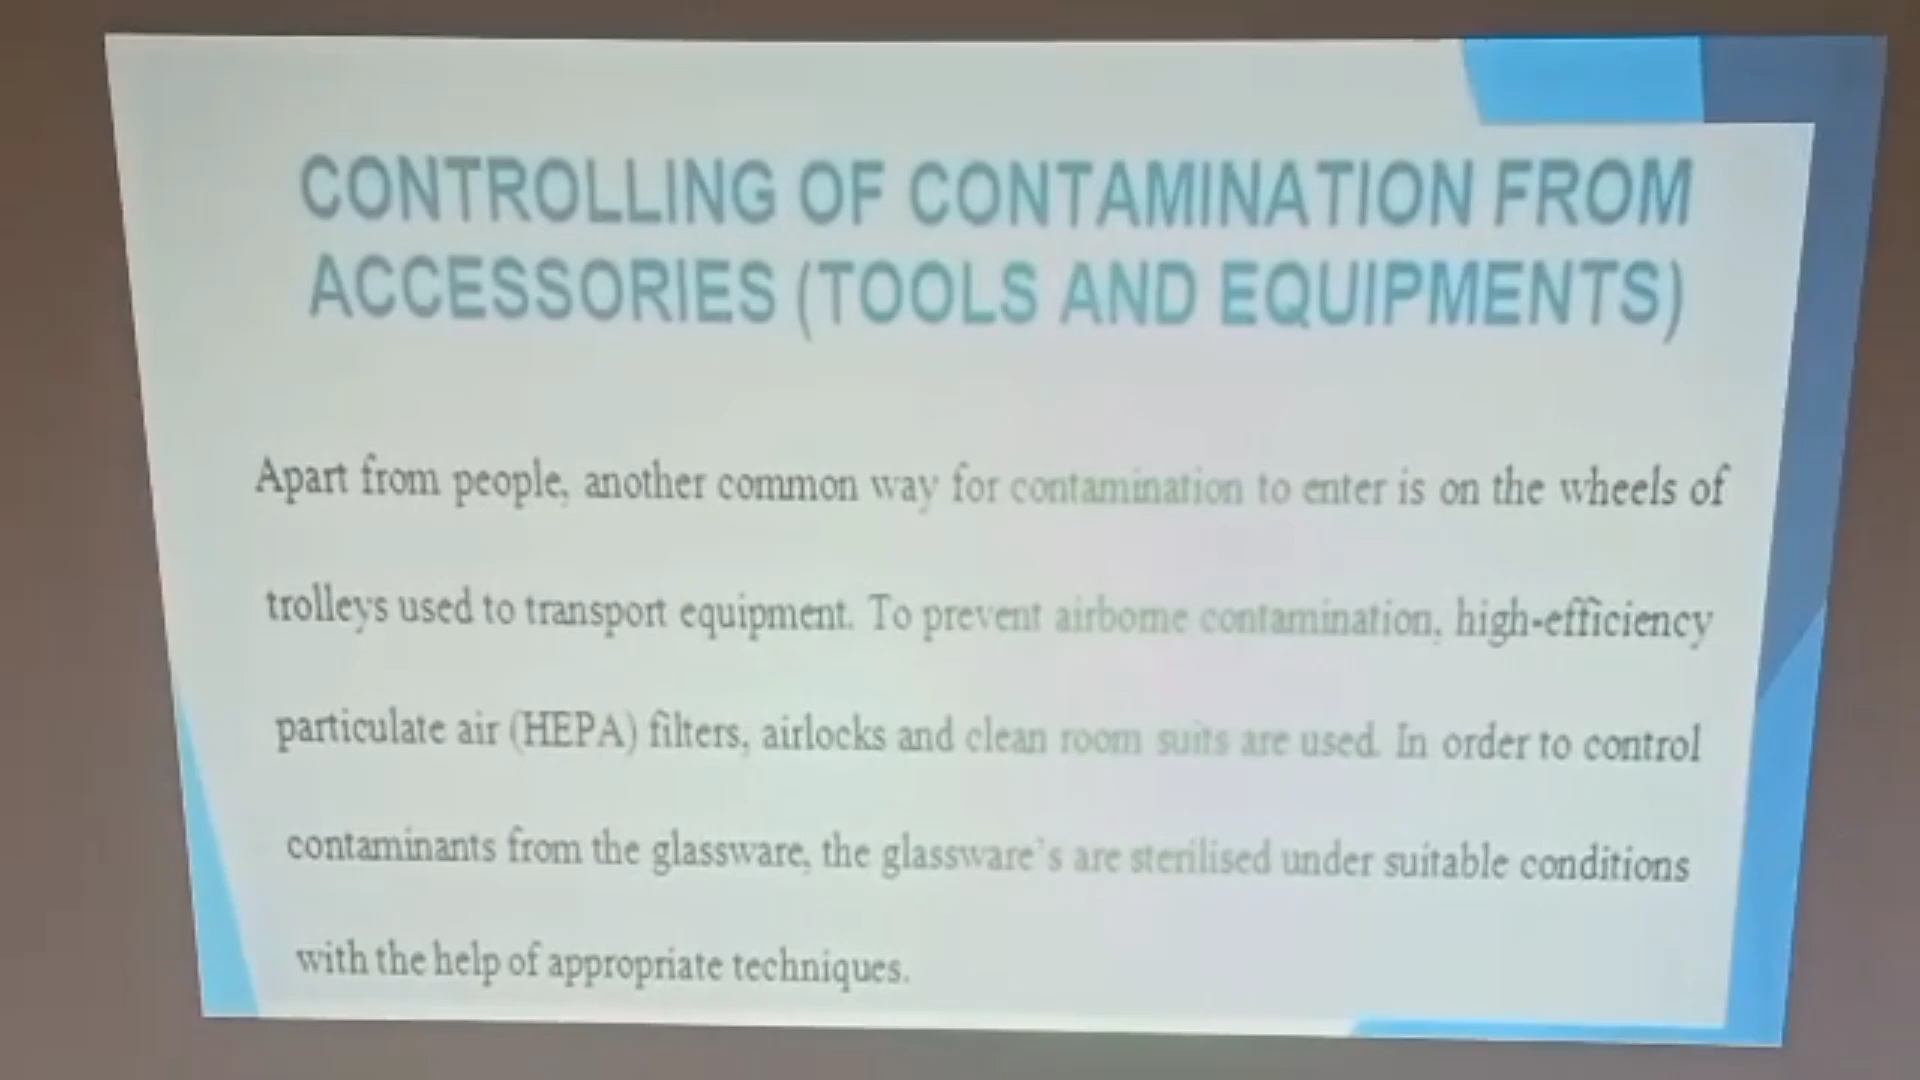 CONTROLLING OF CONTAMINATION FROM
ACCESSORIES (TOOLS AND EQUIPMENTS)
Apart from people, another common way for contamination to enter is on the wheels of
trolleys used to transport equipment. To prevent airborne contamination, high-efficiency
particulate air (HEPA) filters, airlocks and clean room suits are used. In order to control
contaminants from the glassware, the glassware's are sterilised under suitable conditions
with the help of appropriate techniques.